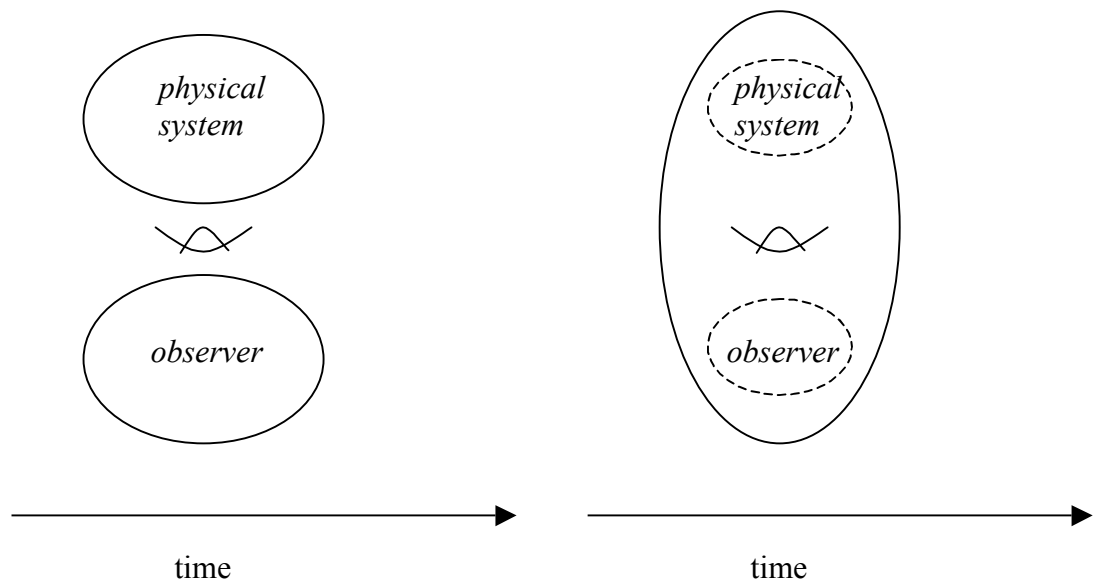 physical
system
observer
time
physical
system
observer
time